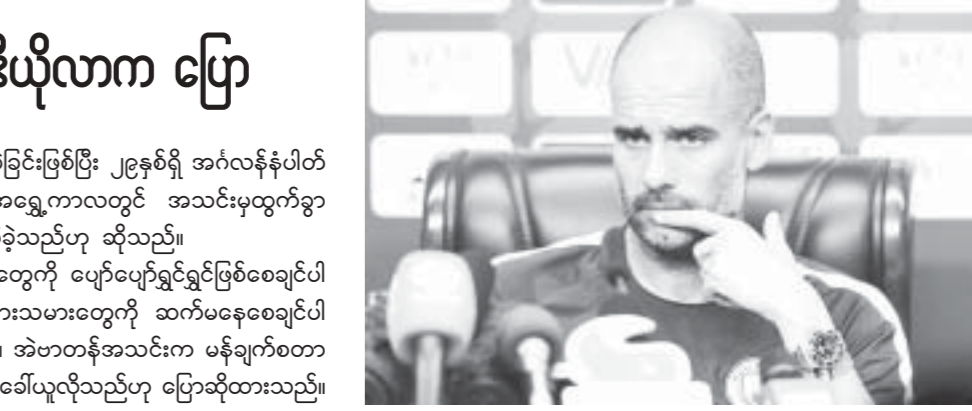 ဒီယိုလာက ပြော
ခြင်းဖြစ်ပြီး ၂၉နှစ်ရှိ အင်္ဂလန်နံပါတ်
အရွှေ့ကာလတွင် အသင်းမှထွက်ခွာ
ခဲ့သည်ဟု ဆိုသည်။
တွေကို ပျော်ပျော်ရွှင်ရွှင်ဖြစ်စေချင်ပါ
သမားတွေကို ဆက်မနေစေချင်ပါ
အဲဗာတန်အသင်းက မန်ချက်စတာ
ခေါ်ယူလိုသည်ဟု ပြောဆိုထားသည်။